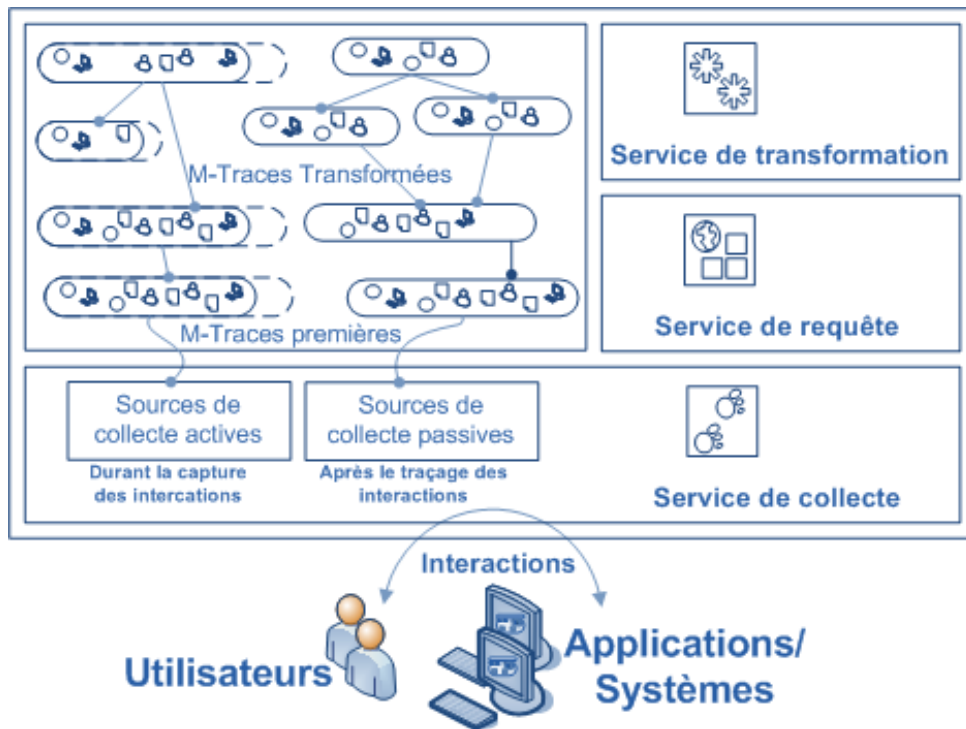 M-Traces Transformées
M-Traces premières
Service de transformation
Service de requête
Sources de
collecte actives
Durant la capture
des intercations
Sources de
collecte passives
Après le traçage des
interactions
Service de collecte
Interactions
Utilisateurs
Applications/
Systèmes